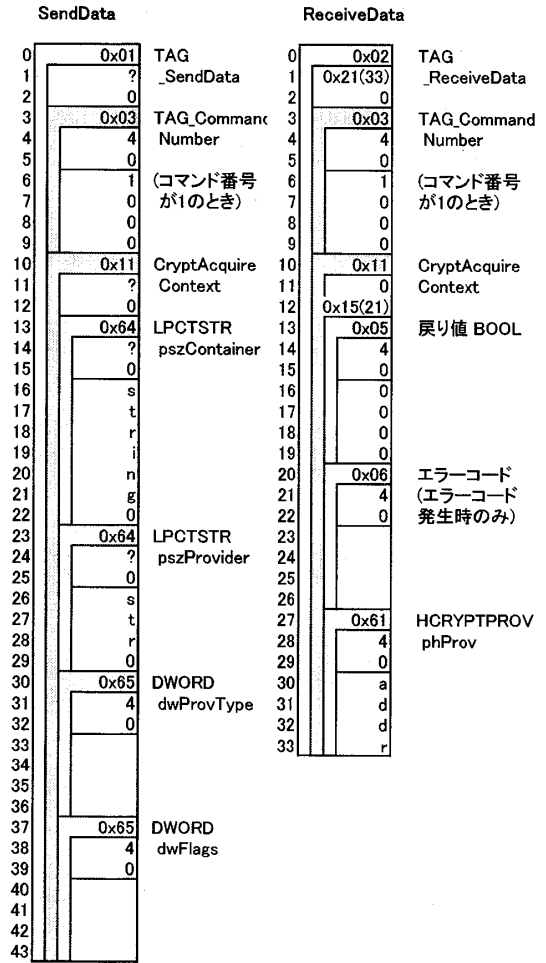 SendData
0 0x01 TAG
1 ? _SendData
2 0
3 0x03 TAG_Command
4 4 Number
5 0
6 1 (コマンド番号
7 0 が1のとき)
8 0
9 0
10 0x11 CryptAcquire
11 ? Context
12 0
13 0x64 LPCTSTR
14 ? pszContainer
15 0
16 s
17 t
18 r
19 i
20 n
21 g
22 0
23 0x64 LPCTSTR
24 ? pszProvider
25 0
26 s
27 t
28 r
29 0
30 0x65 DWORD
31 4 dwProvType
32 0
33
34
35
36
37 0x65 DWORD
38 4 dwFlags
39 0
40
41
42
43
ReceiveData
0 0x02 TAG
1 0x21(33) _ReceiveData
2 0
3 0x03 TAG_Command
4 4 Number
5 0
6 1 (コマンド番号
7 0 が1のとき)
8 0
9 0
10 0x11 CryptAcquire
11 0 Context
12 0x15(21)
13 0x05 戻り値 BOOL
14 4
15 0
16 0
17 0
18 0
19 0
20 0x06 エラーコード
21 4 (エラーコード
22 0 発生時のみ)
23
24
25
26
27 0x61 HCRYPTPROV
28 4 phProv
29 0
30 a
31 d
32 d
33 r